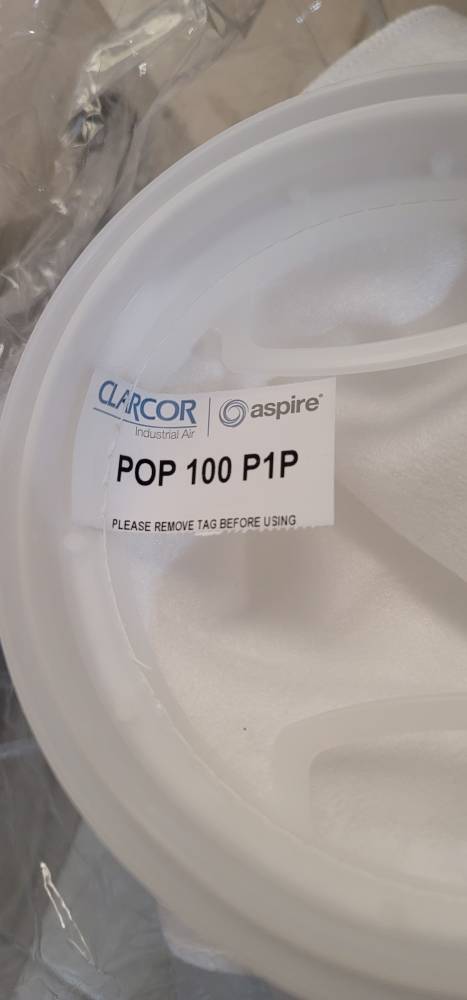 CLARCOR | aspire®
Industrial Air
POP 100 P1P
PLEASE REMOVE TAG BEFORE USING